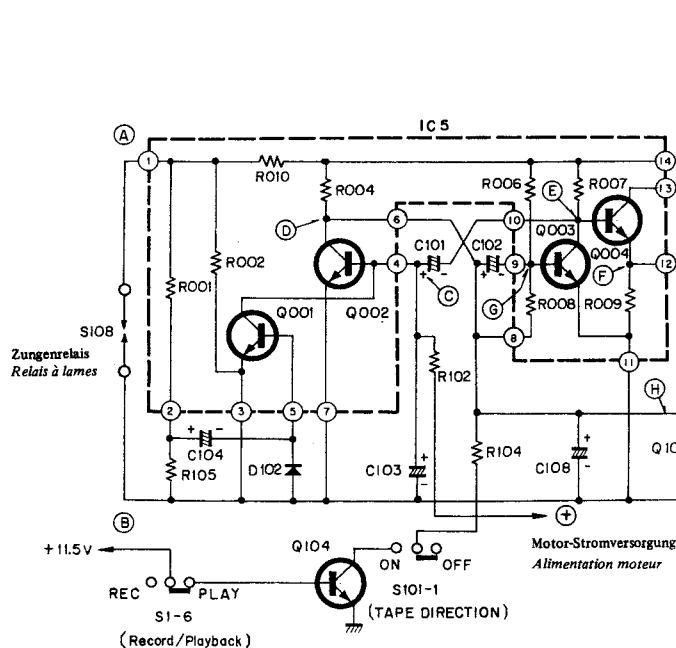 IC5
A
1
R010
14
13
R004
R006
E
R007
D
6
C101
10
C102
Q003
Q004
4
+ -
+ -
9
F
12
R002
C
G
R001
Q001
Q002
R008
R009
S108
R102
8
Zungenrelais
Relais à lames
11
H
2
3
5
7
+ -
C104
R105
D102
C103
+
-
R104
C108
+
-
Q10
B
+
+11.5V
Q104
ON
OFF
Motor-Stromversorgung
Alimentation moteur
REC
PLAY
S101-1
S1-6
(TAPE DIRECTION)
(Record/Playback)